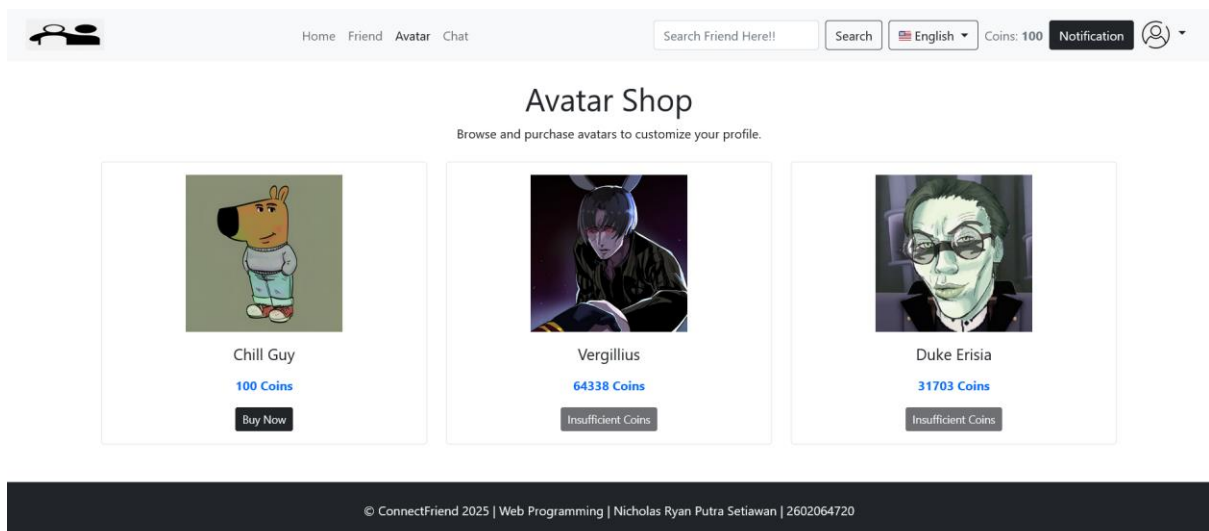 Home Friend Avatar Chat Search Friend Here!! Search English Coins: 100 Notification
Avatar Shop
Browse and purchase avatars to customize your profile.
Chill Guy Vergillius Duke Erisia
100 Coins 64338 Coins 31703 Coins
Buy Now Insufficient Coins Insufficient Coins
© ConnectFriend 2025 | Web Programming | Nicholas Ryan Putra Setiawan | 2602064720